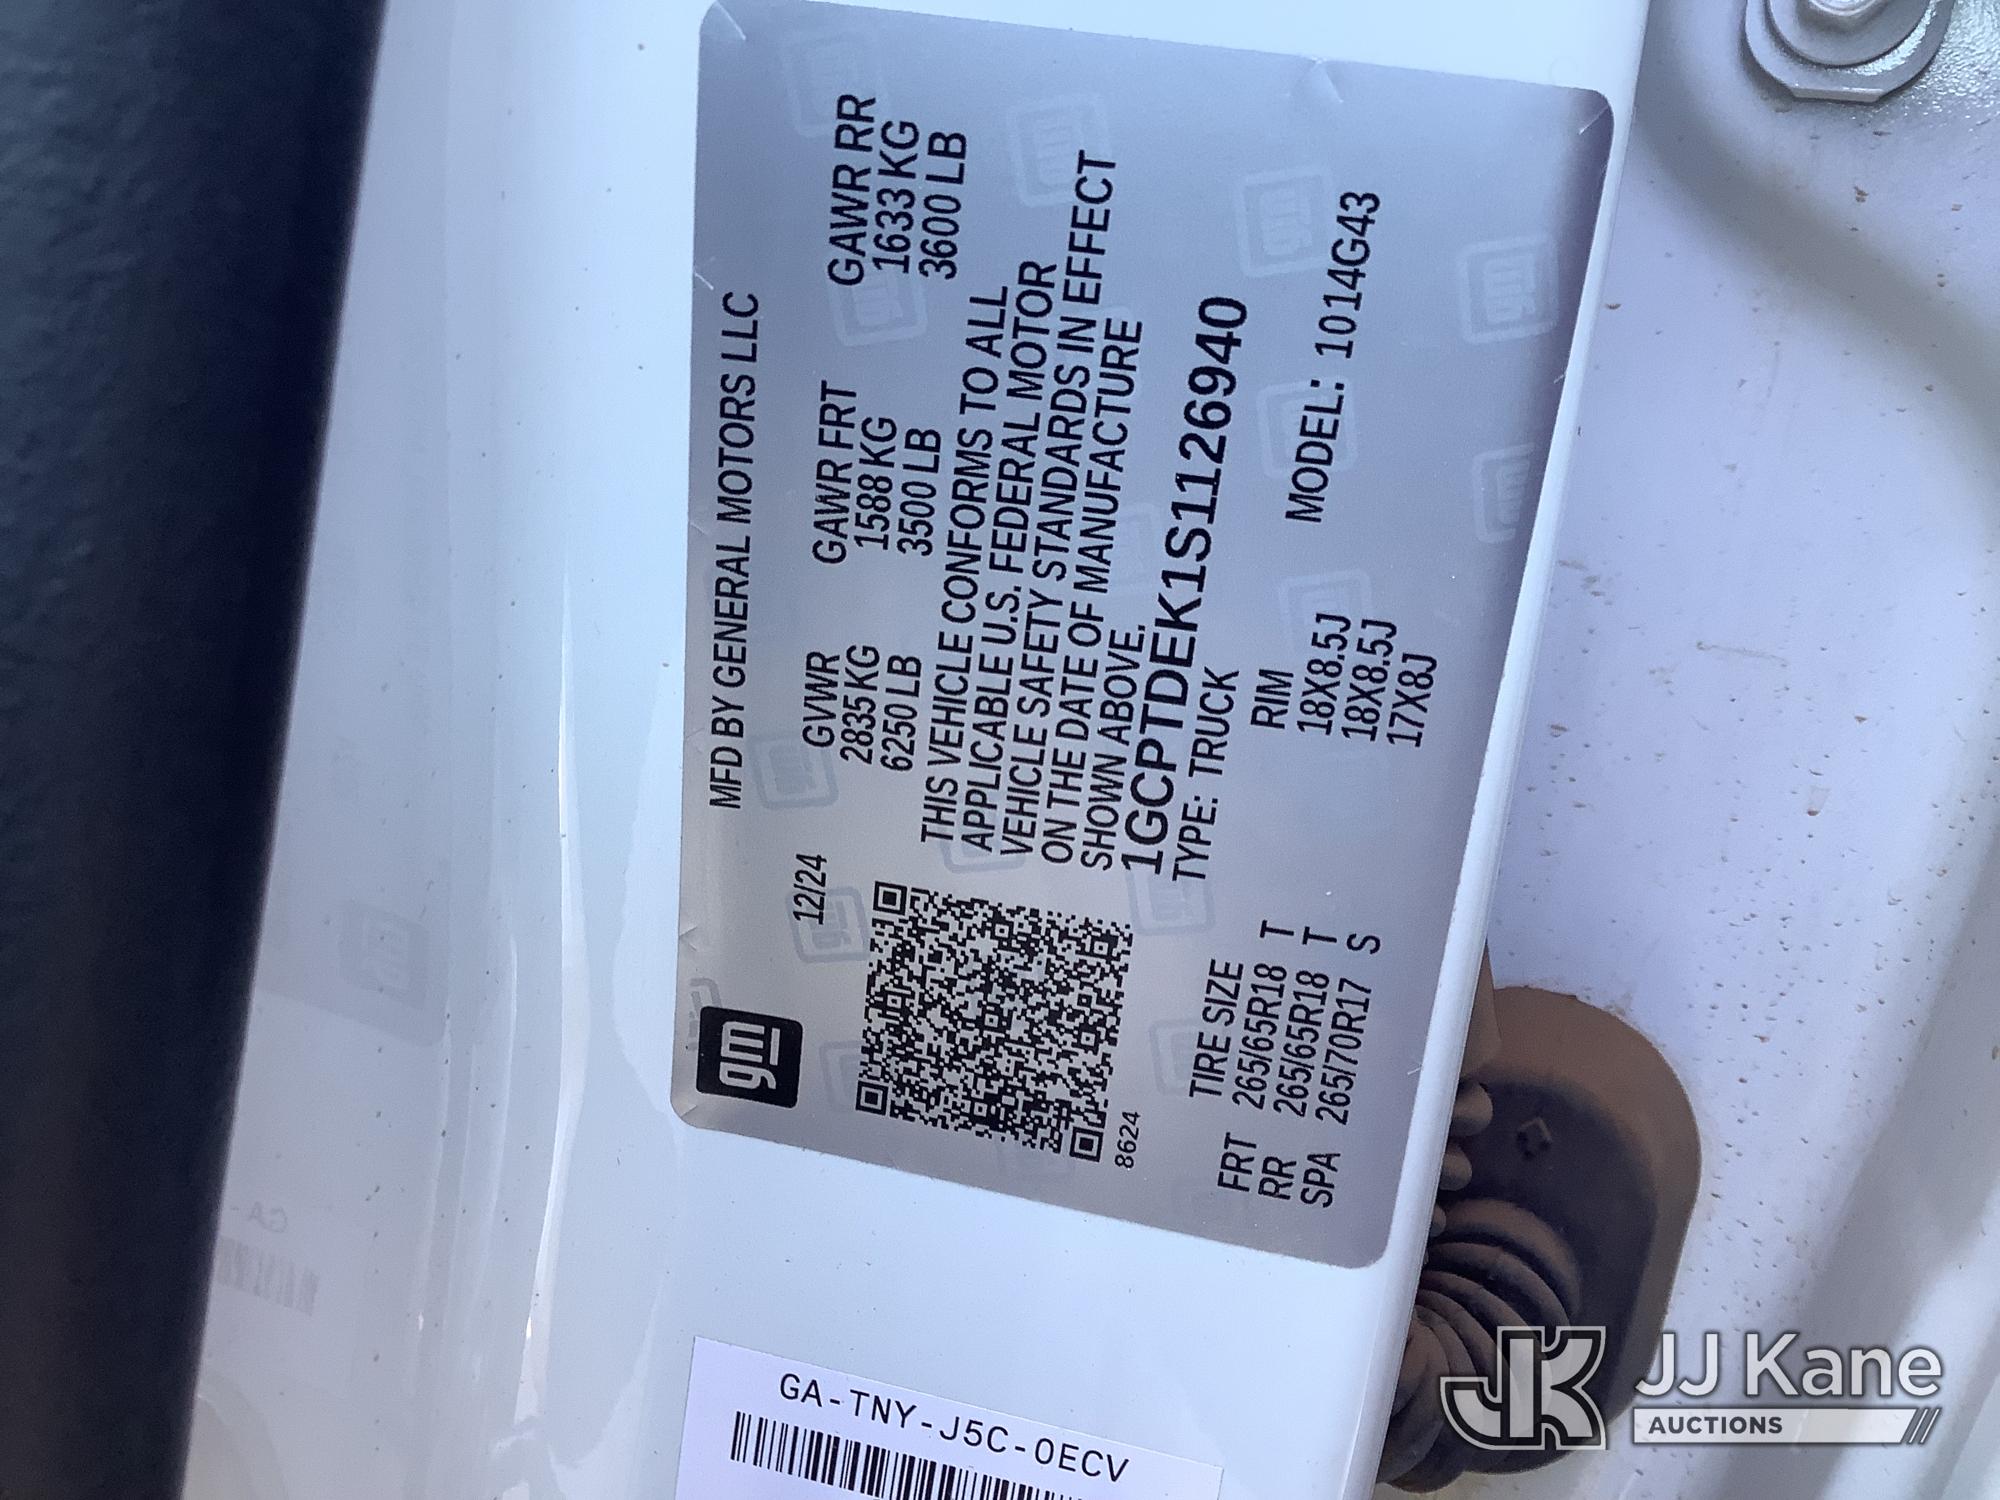 gm
MFD BY GENERAL MOTORS LLC
12/24
GVWR GAWR FRT GAWR RR
2835 KG 1588 KG 1633 KG
6250 LB 3500 LB 3600 LB
THIS VEHICLE CONFORMS TO ALL
APPLICABLE U.S. FEDERAL MOTOR
VEHICLE SAFETY STANDARDS IN EFFECT
ON THE DATE OF MANUFACTURE
SHOWN ABOVE.
1GCPTDEK1S1126940
TYPE: TRUCK
8624
TIRE SIZE RIM MODEL: 1014G43
FRT 265/65R18 T 18X8.5J
RR 265/65R18 T 18X8.5J
SPA 265/70R17 S 17X8J
GA-TNY-J5C-0ECV
JK JJ Kane
AUCTIONS